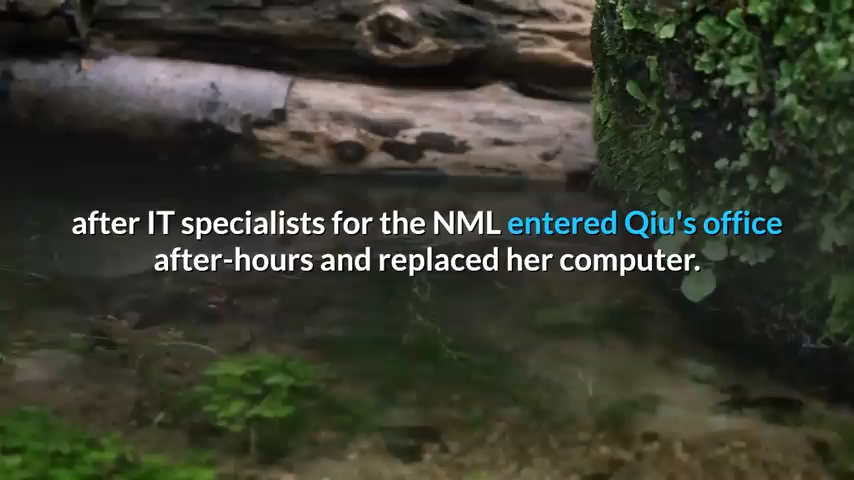 after IT specialists for the NML entered Qiu's office
after-hours and replaced her computer.